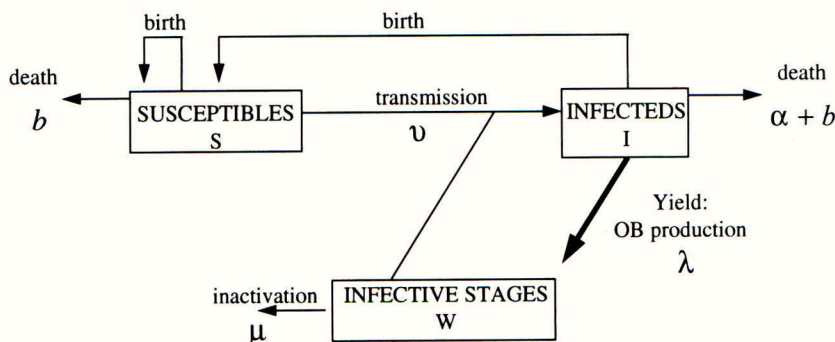 birth
birth
death
b
SUSCEPTIBLES
S
transmission
υ
INFECTEDS
I
death
α + b
Yield:
OB production
λ
inactivation
μ
INFECTIVE STAGES
W